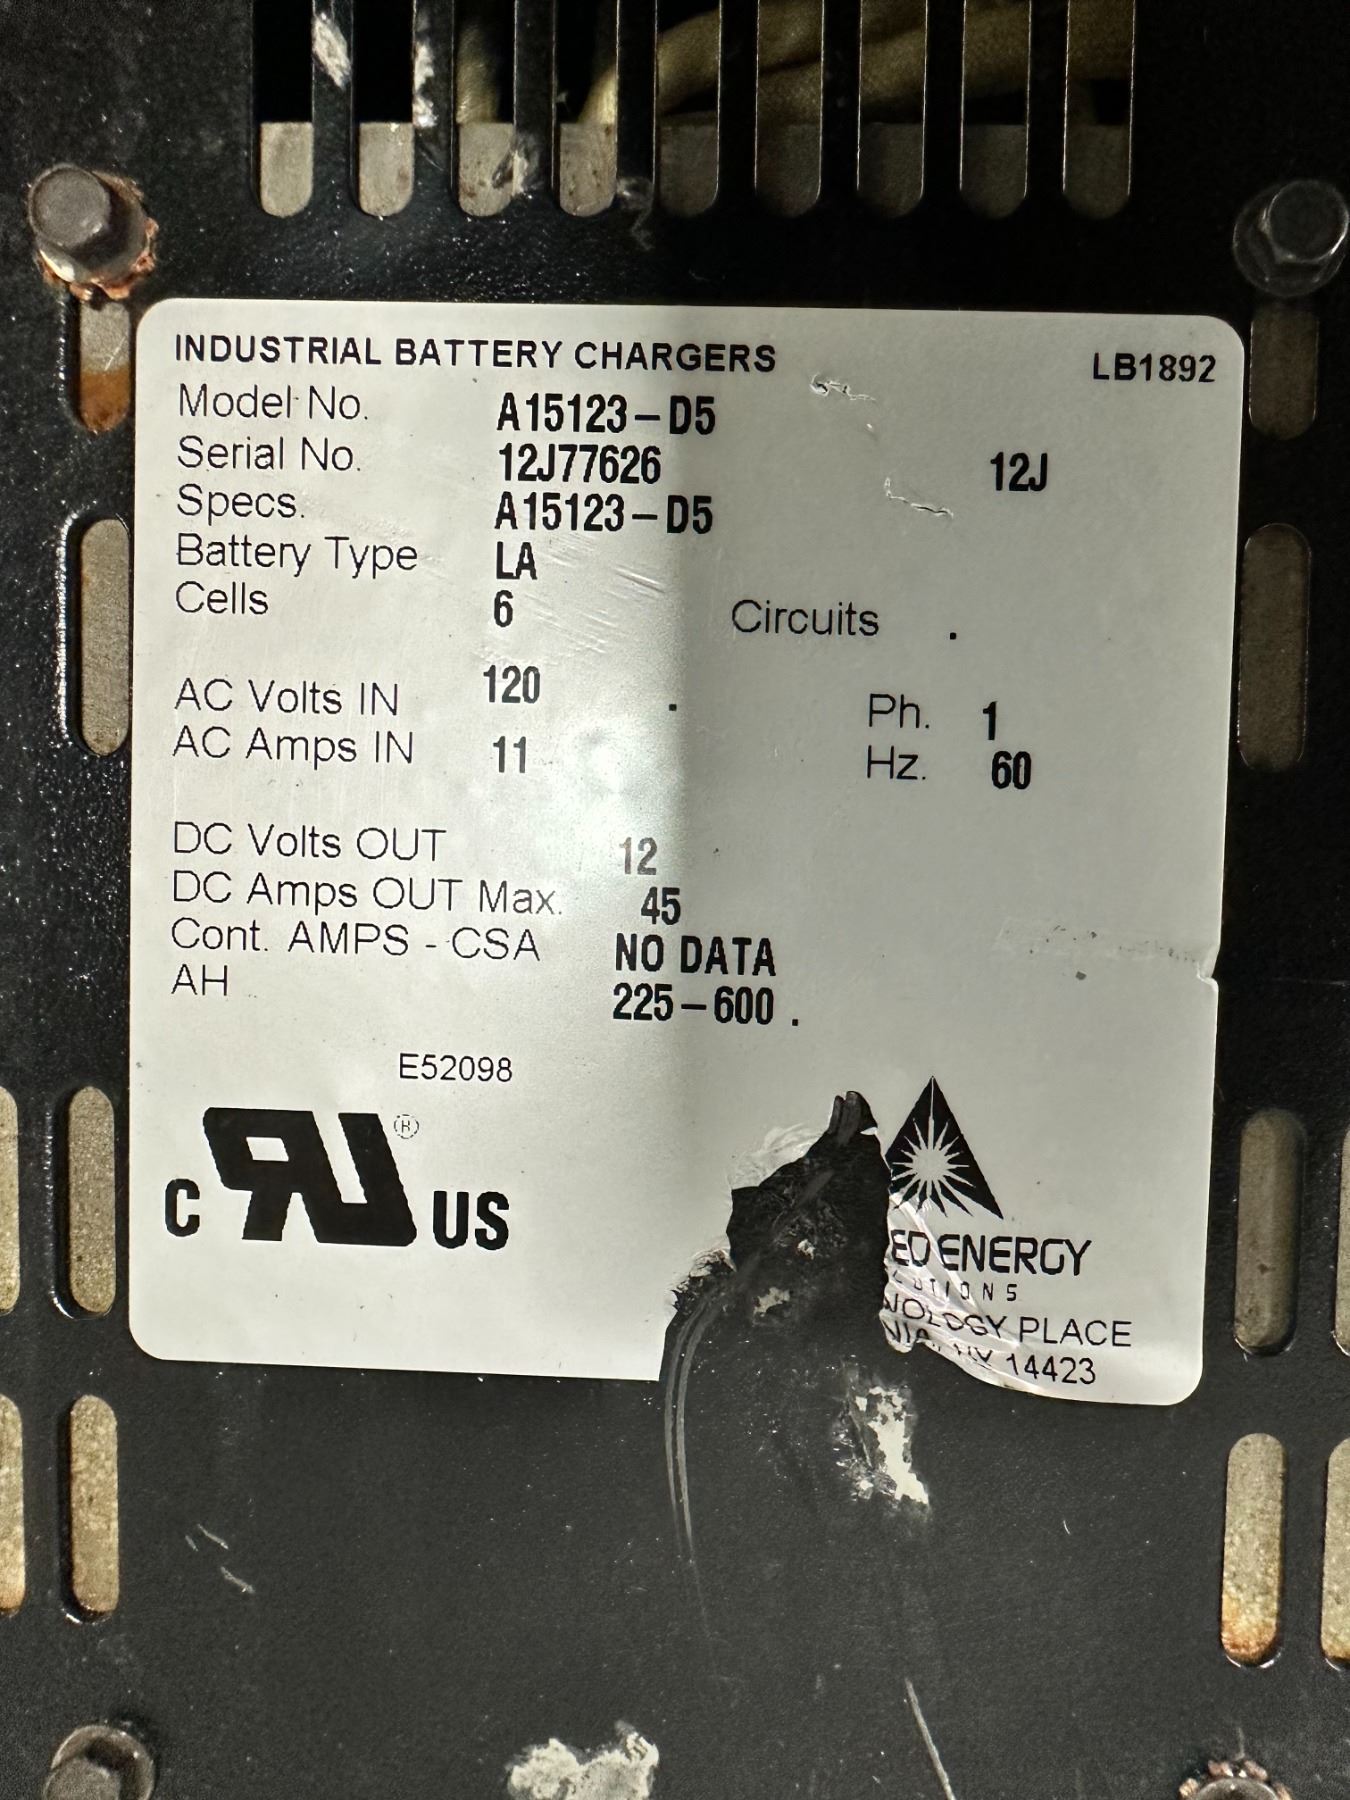 INDUSTRIAL BATTERY CHARGERS LB1892
Model No. A15123-D5
Serial No. 12J77626 12J
Specs. A15123-D5
Battery Type LA
Cells 6 Circuits .
AC Volts IN 120 . Ph. 1
AC Amps IN 11 Hz. 60
DC Volts OUT 12
DC Amps OUT Max. 45
Cont. AMPS - CSA NO DATA
AH 225-600 .
E52098
C RU ® US
ENERGY
PLACE
NY 14423